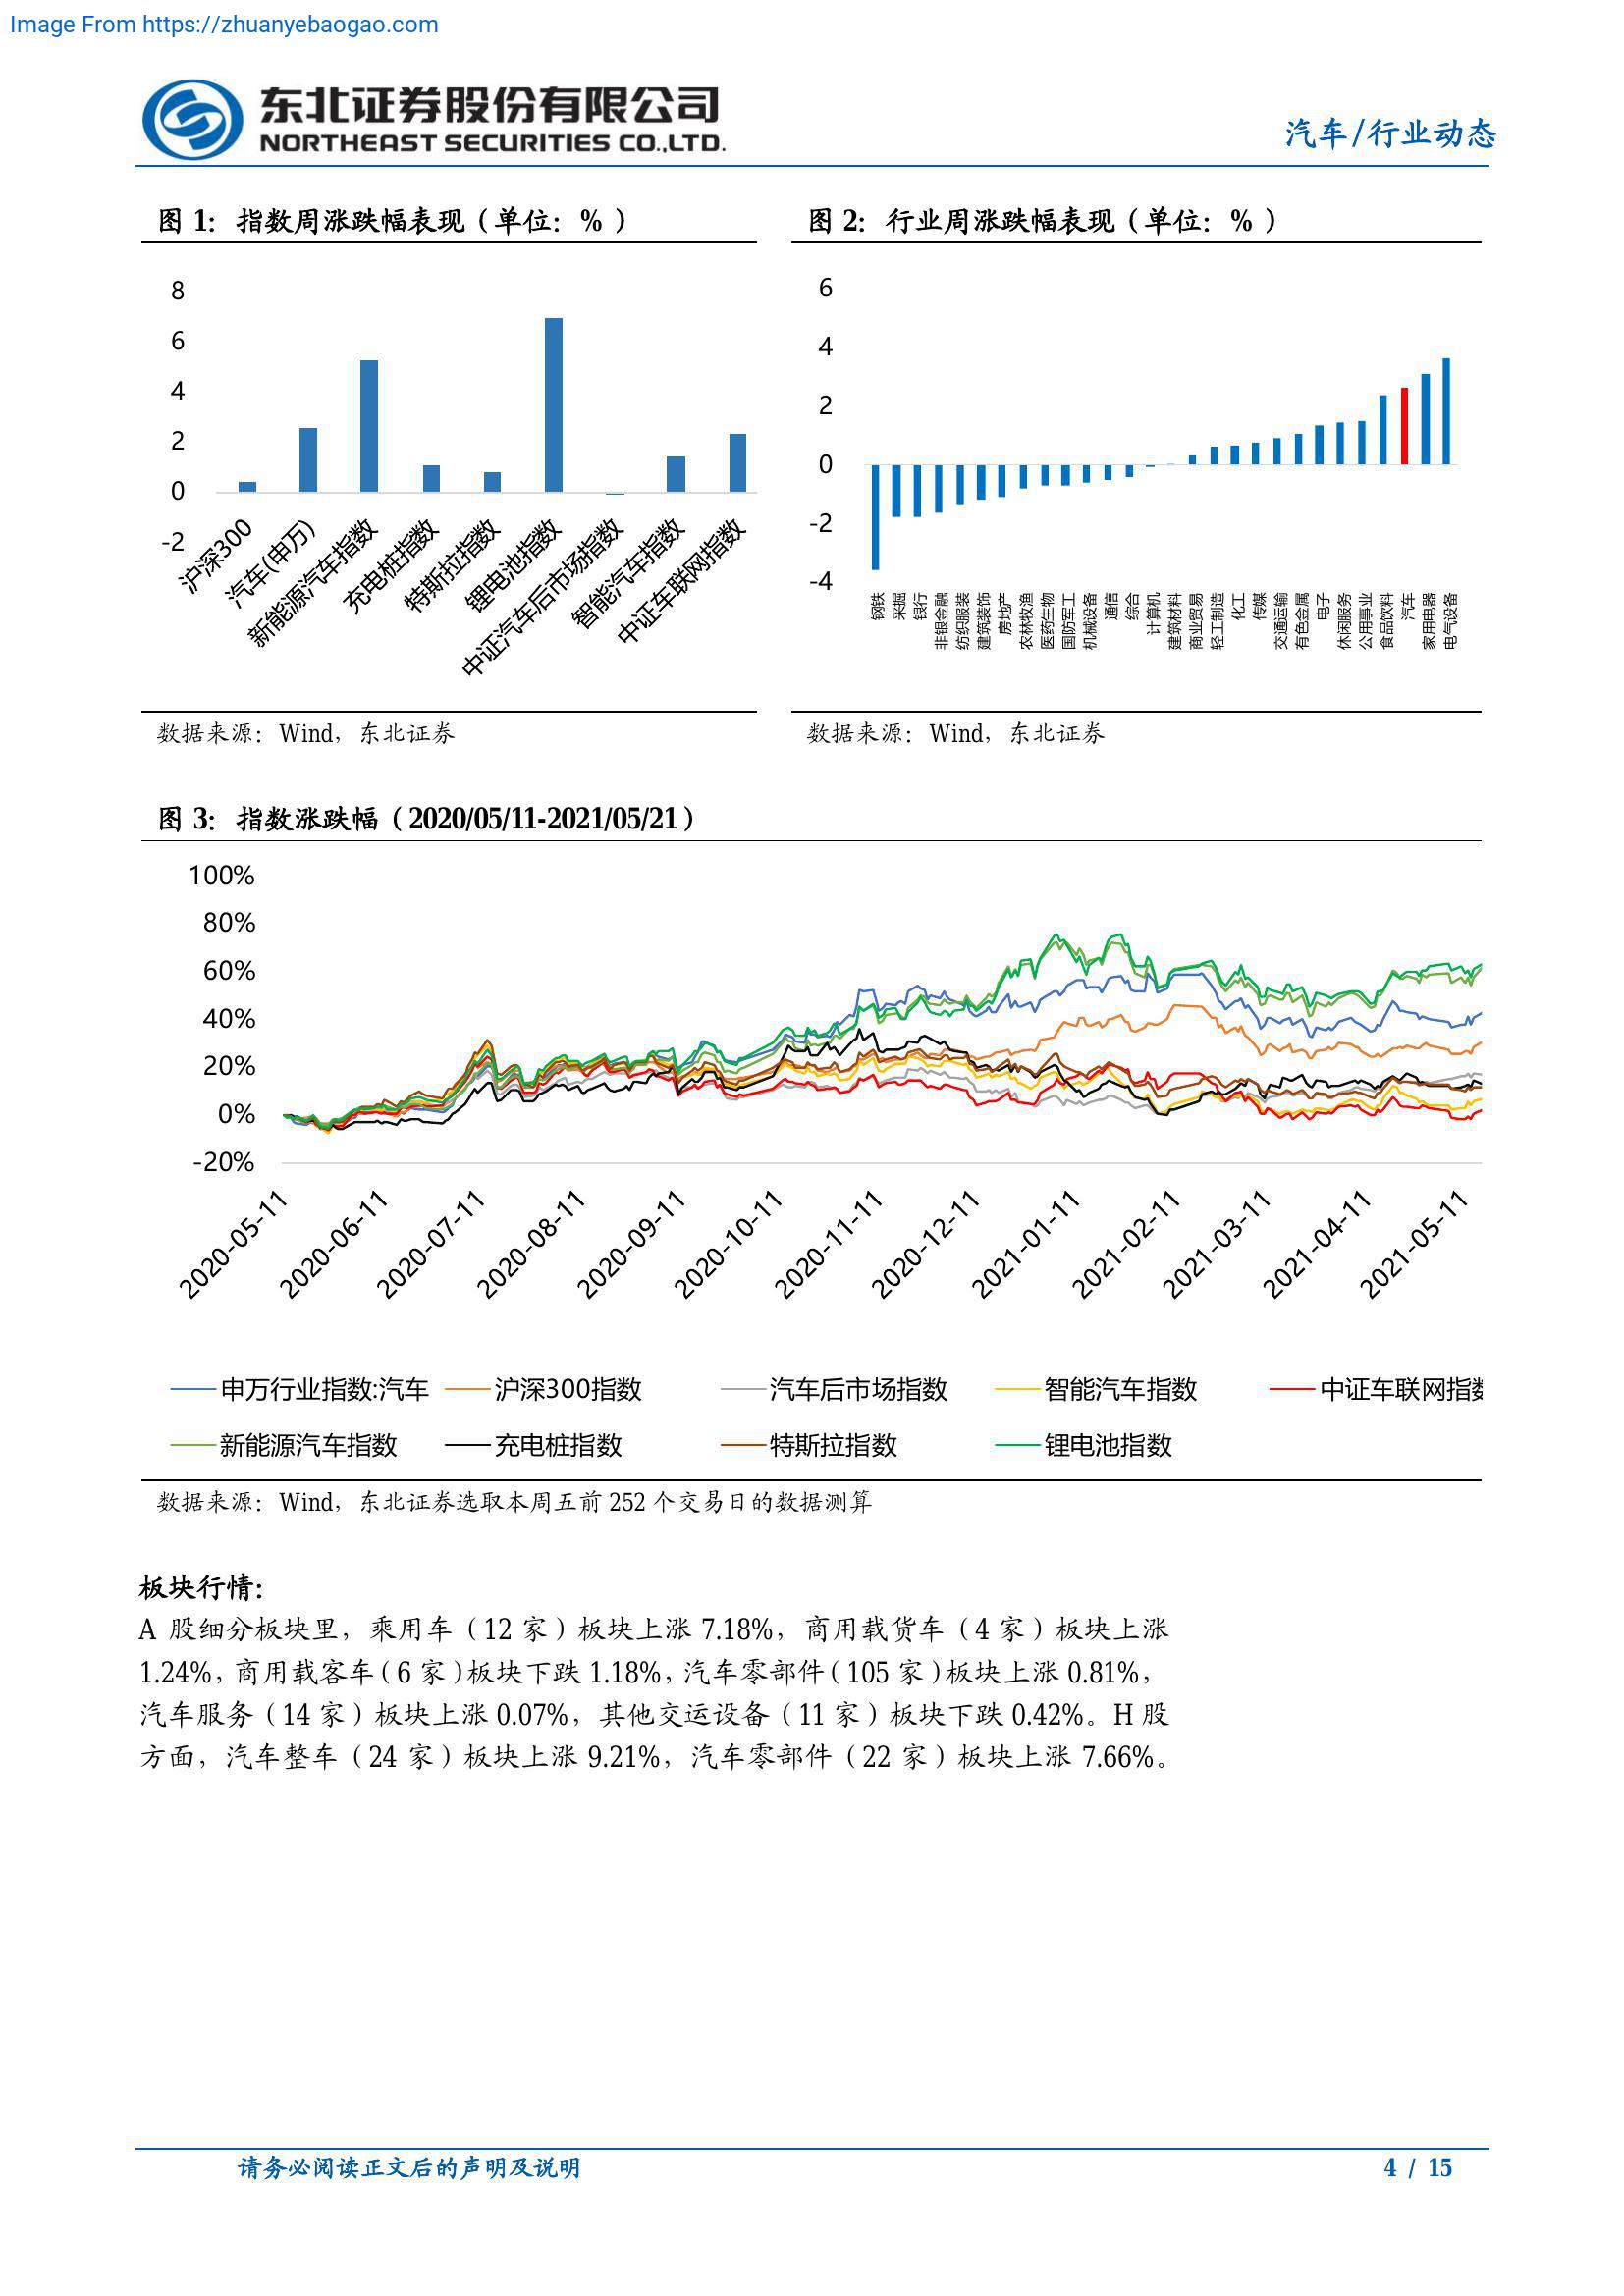 Image From https://zhuanyebaogao.com
东北证券股份有限公司
NORTHEAST SECURITIES CO.,LTD.
汽车/行业动态
图 1：指数周涨跌幅表现（单位：%）
8
6
4
2
0
-2
沪深300
汽车(申万)
新能源汽车指数
充电桩指数
特斯拉指数
锂电池指数
中证汽车后市场指数
智能汽车指数
中证车联网指数
数据来源：Wind，东北证券
图 2：行业周涨跌幅表现（单位：%）
6
4
2
0
-2
-4
钢铁
采掘
银行
非银金融
纺织服装
建筑装饰
房地产
农林牧渔
医药生物
国防军工
机械设备
通信
综合
计算机
建筑材料
商业贸易
轻工制造
化工
传媒
交通运输
有色金属
电子
休闲服务
公用事业
食品饮料
汽车
家用电器
电气设备
数据来源：Wind，东北证券
图 3：指数涨跌幅（2020/05/11-2021/05/21）
100%
80%
60%
40%
20%
0%
-20%
2020-05-11
2020-06-11
2020-07-11
2020-08-11
2020-09-11
2020-10-11
2020-11-11
2020-12-11
2021-01-11
2021-02-11
2021-03-11
2021-04-11
2021-05-11
申万行业指数:汽车 沪深300指数 汽车后市场指数 智能汽车指数 中证车联网指数
新能源汽车指数 充电桩指数 特斯拉指数 锂电池指数
数据来源：Wind，东北证券选取本周五前 252 个交易日的数据测算
板块行情：
A 股细分板块里，乘用车（12 家）板块上涨 7.18%，商用载货车（4 家）板块上涨
1.24%，商用载客车（6 家）板块下跌 1.18%，汽车零部件（105 家）板块上涨 0.81%，
汽车服务（14 家）板块上涨 0.07%，其他交运设备（11 家）板块下跌 0.42%。H 股
方面，汽车整车（24 家）板块上涨 9.21%，汽车零部件（22 家）板块上涨 7.66%。
请务必阅读正文后的声明及说明
4 / 15